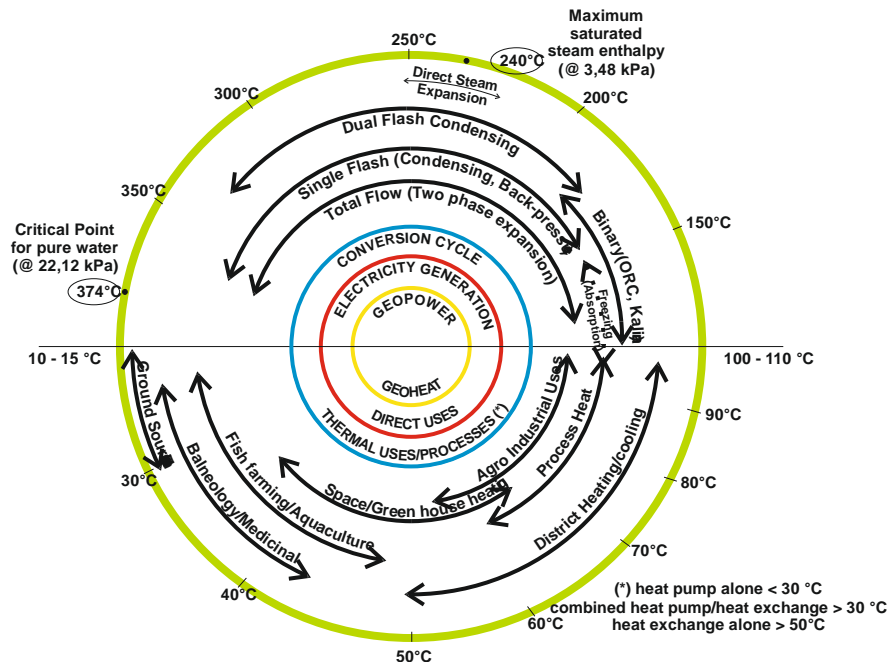 Maximum
saturated
steam enthalpy
(@ 3,48 kPa)
250°C
240°C
Direct Steam
Expansion
300°C
200°C
Dual Flash Condensing
350°C
Single Flash (Condensing, Back-press
150°C
Critical Point
for pure water
(@ 22,12 kPa)
374°C
Total Flow (Two phase expansion)
Binary(ORC, Kali
Freezing
(Absorption)
CONVERSION CYCLE
ELECTRICITY GENERATION
GEOPOWER
10 - 15 °C
100 - 110 °C
GEOHEAT
DIRECT USES
THERMAL USES/PROCESSES (*)
Ground
Agro Industrial Uses
Process Heat
90°C
Balneology/Medicinal
Fish farming/Aquaculture
Space/Green house
District Heating/cooling
30°C
80°C
70°C
40°C
60°C
50°C
(*) heat pump alone < 30 °C
combined heat pump/heat exchange > 30 °C
heat exchange alone > 50°C